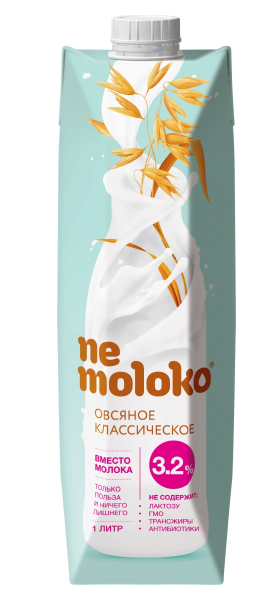 ne
moloko®
ОВСЯНОЕ
КЛАССИЧЕСКОЕ
ВМЕСТО
МОЛОКА
3.2%
ТОЛЬКО
ПОЛЬЗА
И НИЧЕГО
ЛИШНЕГО
1 ЛИТР
НЕ СОДЕРЖИТ:
• ЛАКТОЗУ
• ГМО
• ТРАНСЖИРЫ
• АНТИБИОТИКИ